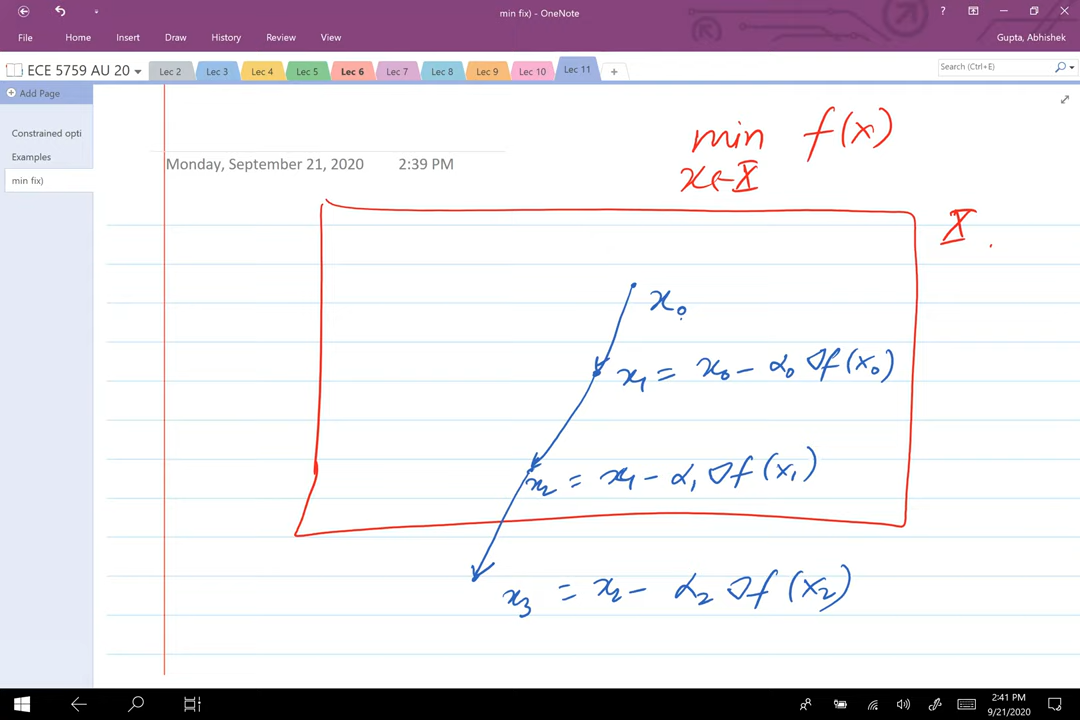 min fix) - OneNote
?
Gupta, Abhishek
File Home Insert Draw History Review View
ECE 5759 AU 20 Lec 2 Lec 3 Lec 4 Lec 5 Lec 6 Lec 7 Lec 8 Lec 9 Lec 10 Lec 11 +
Search (Ctrl+E)
Add Page
Constrained opti
Examples
min fix)
min f(x)
x∈X
Monday, September 21, 2020 2:39 PM
X
x₀
x₁ = x₀ - α₀ ∇f(x₀)
x₂ = x₁ - α₁ ∇f(x₁)
x₃ = x₂ - α₂ ∇f(x₂)
2:41 PM
9/21/2020